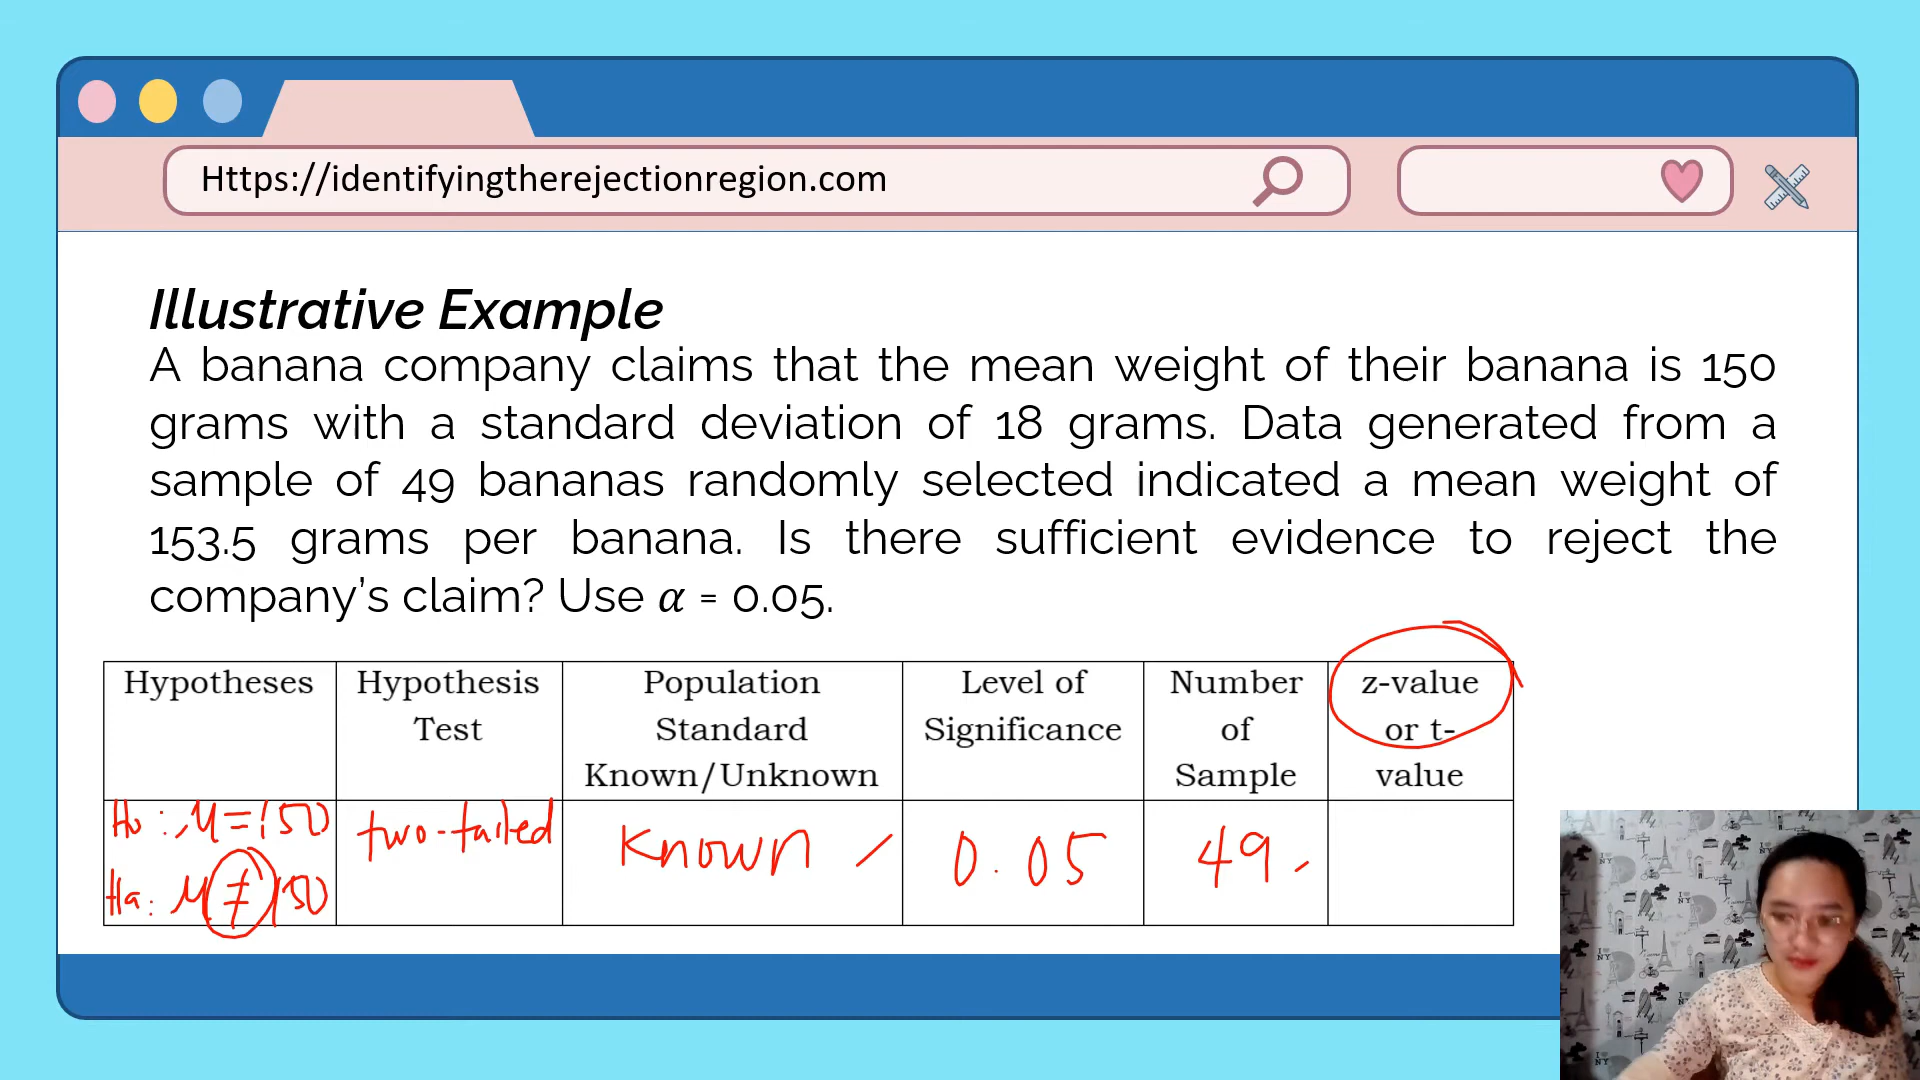 Https://identifyingtherejectionregion.com
Illustrative Example
A banana company claims that the mean weight of their banana is 150
grams with a standard deviation of 18 grams. Data generated from a
sample of 49 bananas randomly selected indicated a mean weight of
153.5 grams per banana. Is there sufficient evidence to reject the
company's claim? Use α = 0.05.
Hypotheses
Hypothesis
Test
Population
Standard
Known/Unknown
Level of
Significance
Number
of
Sample
z-value
or t-
value
Ho: μ = 150
Ha: μ ≠ 150
two-tailed
Known
0.05
49